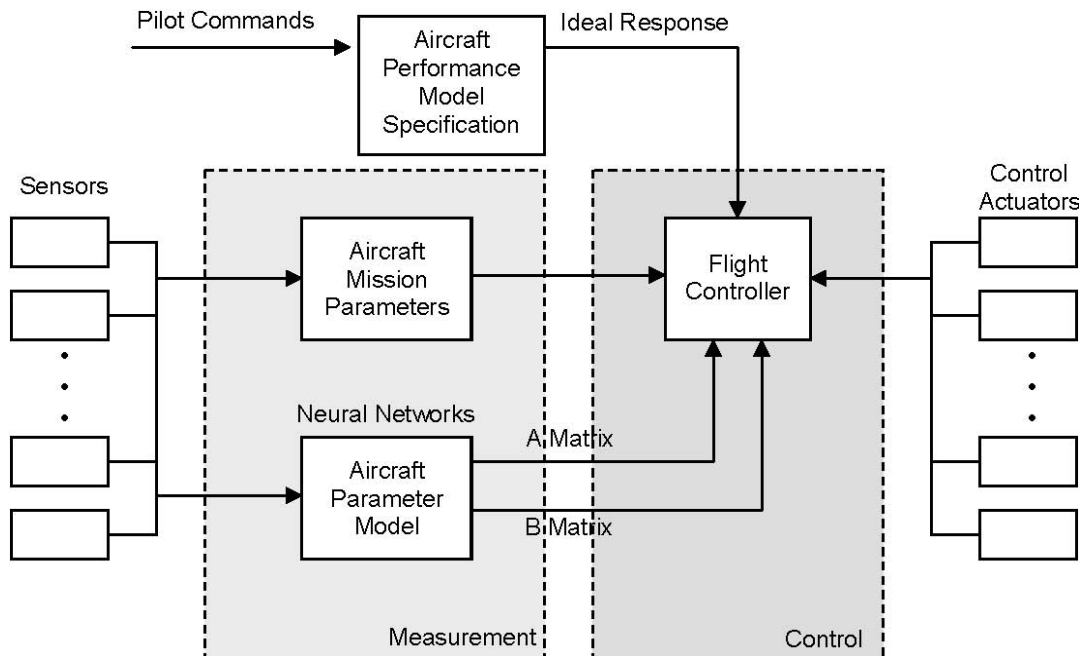 Pilot Commands
Aircraft
Performance
Model
Specification
Ideal Response
Sensors
Control
Actuators
Aircraft
Mission
Parameters
Flight
Controller
Neural Networks
Aircraft
Parameter
Model
A Matrix
B Matrix
Measurement
Control